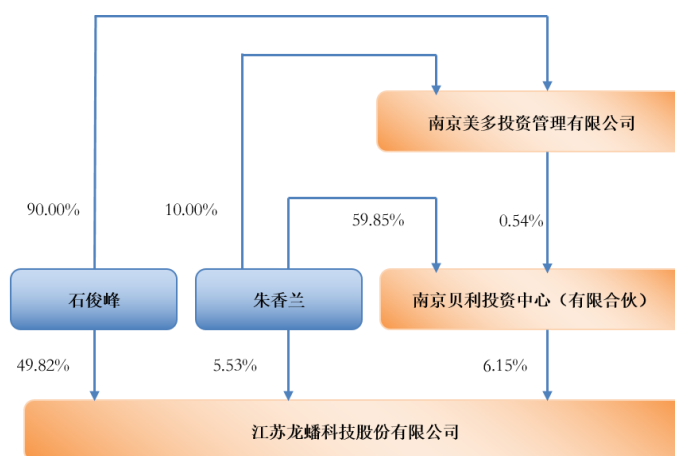 南京美多投资管理有限公司
90.00%
10.00%
59.85%
0.54%
石俊峰
朱香兰
南京贝利投资中心（有限合伙）
49.82%
5.53%
6.15%
江苏龙蟠科技股份有限公司